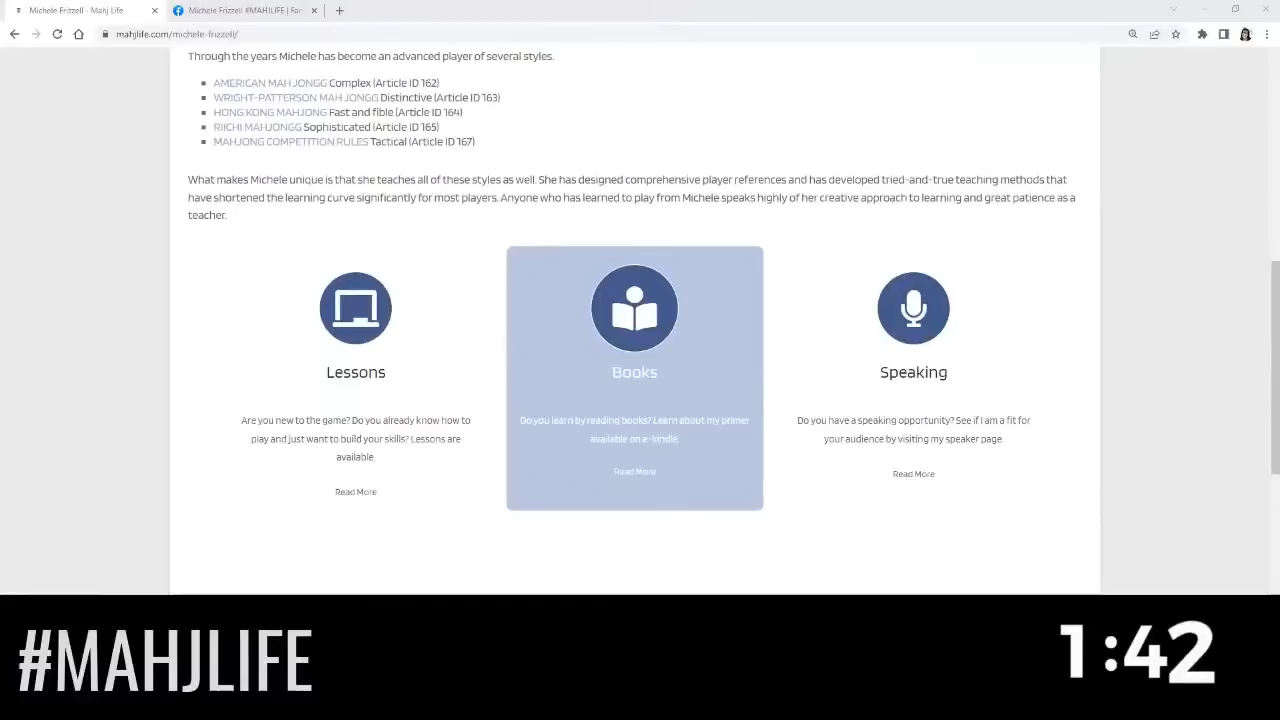 Michele Frizzell - Mahj Life
Michele Frizzell #MAHJLIFE | Fac
mahjlife.com/michele-frizzell/
Through the years Michele has become an advanced player of several styles.
AMERICAN MAH JONGG Complex (Article ID 162)
WRIGHT-PATTERSON MAH JONGG Distinctive (Article ID 163)
HONG KONG MAHJONG Fast and fible (Article ID 164)
RIICHI MAHJONGG Sophisticated (Article ID 165)
MAHJONG COMPETITION RULES Tactical (Article ID 167)
What makes Michele unique is that she teaches all of these styles as well. She has designed comprehensive player references and has developed tried-and-true teaching methods that
have shortened the learning curve significantly for most players. Anyone who has learned to play from Michele speaks highly of her creative approach to learning and great patience as a
teacher.
Lessons
Are you new to the game? Do you already know how to
play and just want to build your skills? Lessons are
available.
Read More
Books
Do you learn by reading books? Learn about my primer
available on e-kindle.
Read More
Speaking
Do you have a speaking opportunity? See if I am a fit for
your audience by visiting my speaker page.
Read More
#MAHJLIFE
1:42